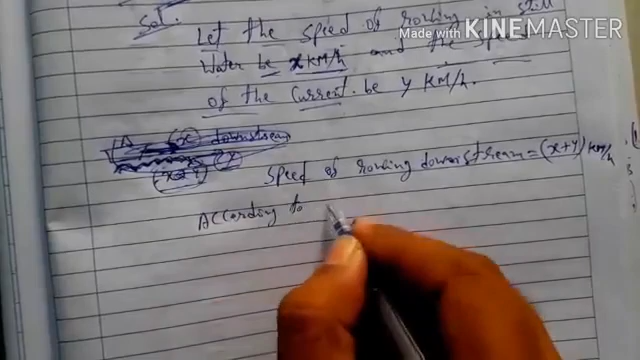 Made with KINEMASTER
Sol.
Let the speed of rowing in still
water be x KM/h and the speed
of the current be y KM/h.
(x) downstream
Speed of rowing downstream = (x+y) KM/h
According to